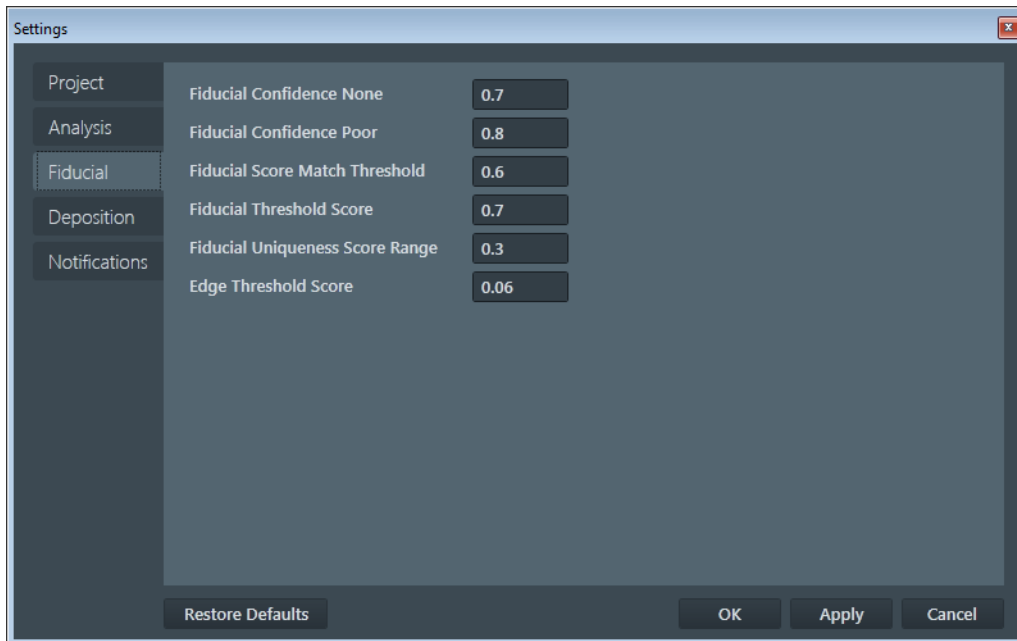 Settings
Project
Analysis
Fiducial
Deposition
Notifications
Fiducial Confidence None 0.7
Fiducial Confidence Poor 0.8
Fiducial Score Match Threshold 0.6
Fiducial Threshold Score 0.7
Fiducial Uniqueness Score Range 0.3
Edge Threshold Score 0.06
Restore Defaults OK Apply Cancel